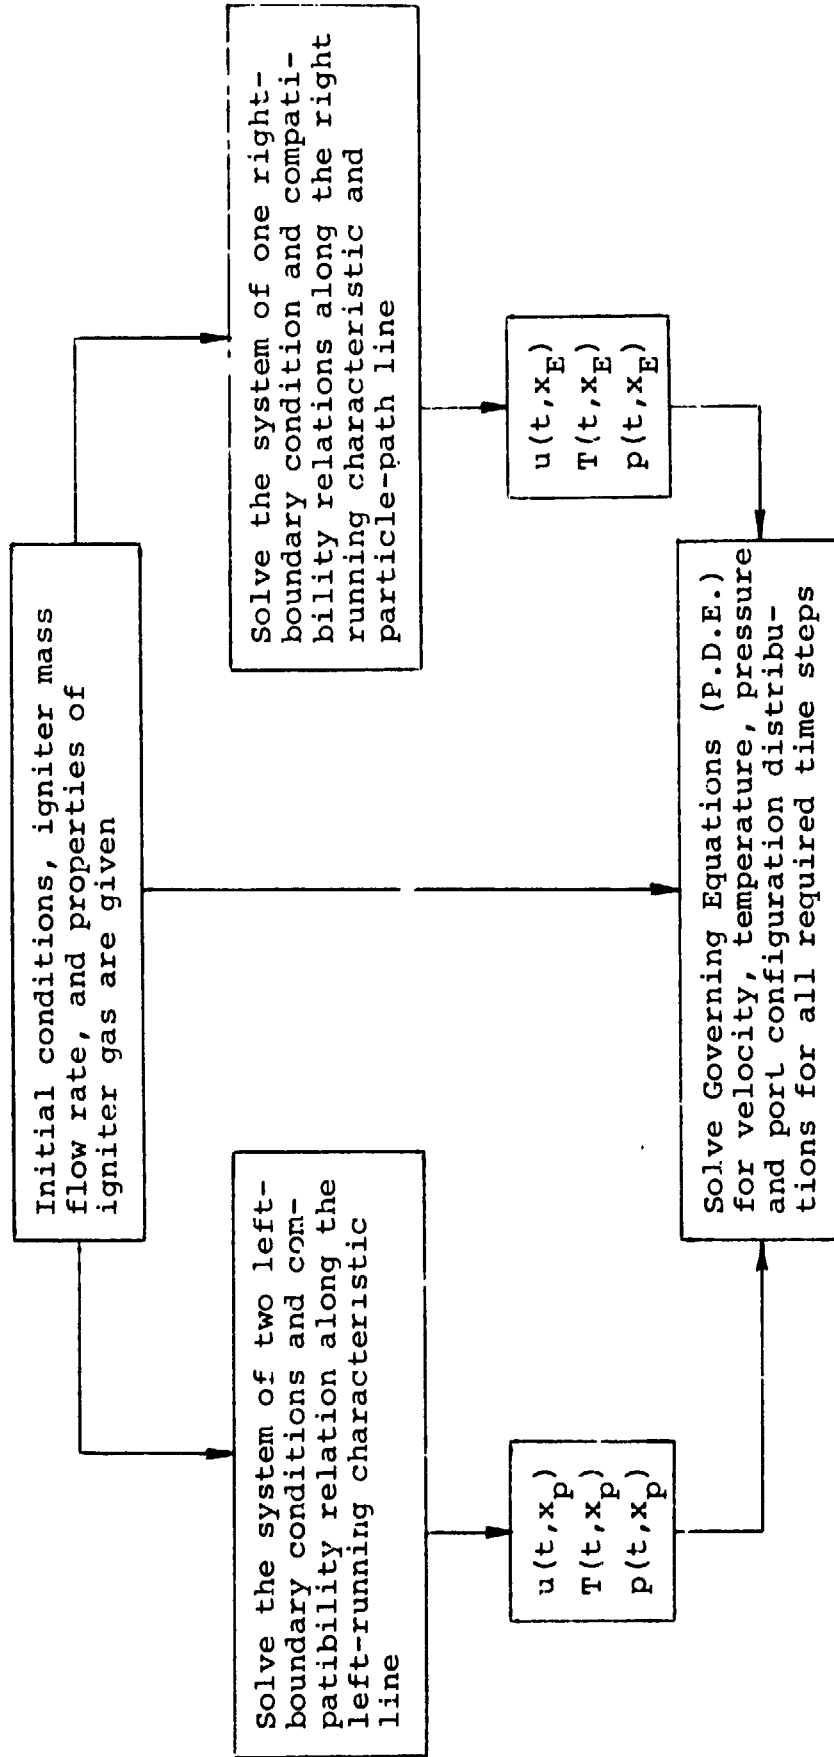 Initial conditions, igniter mass
flow rate, and properties of
igniter gas are given
Solve the system of two left-
boundary conditions and com-
patibility relation along the
left-running characteristic
line
Solve the system of one right-
boundary condition and compati-
bility relations along the right
running characteristic and
particle-path line
u(t,x_p)
T(t,x_p)
p(t,x_p)
u(t,x_E)
T(t,x_E)
p(t,x_E)
Solve Governing Equations (P.D.E.)
for velocity, temperature, pressure
and port configuration distribu-
tions for all required time steps